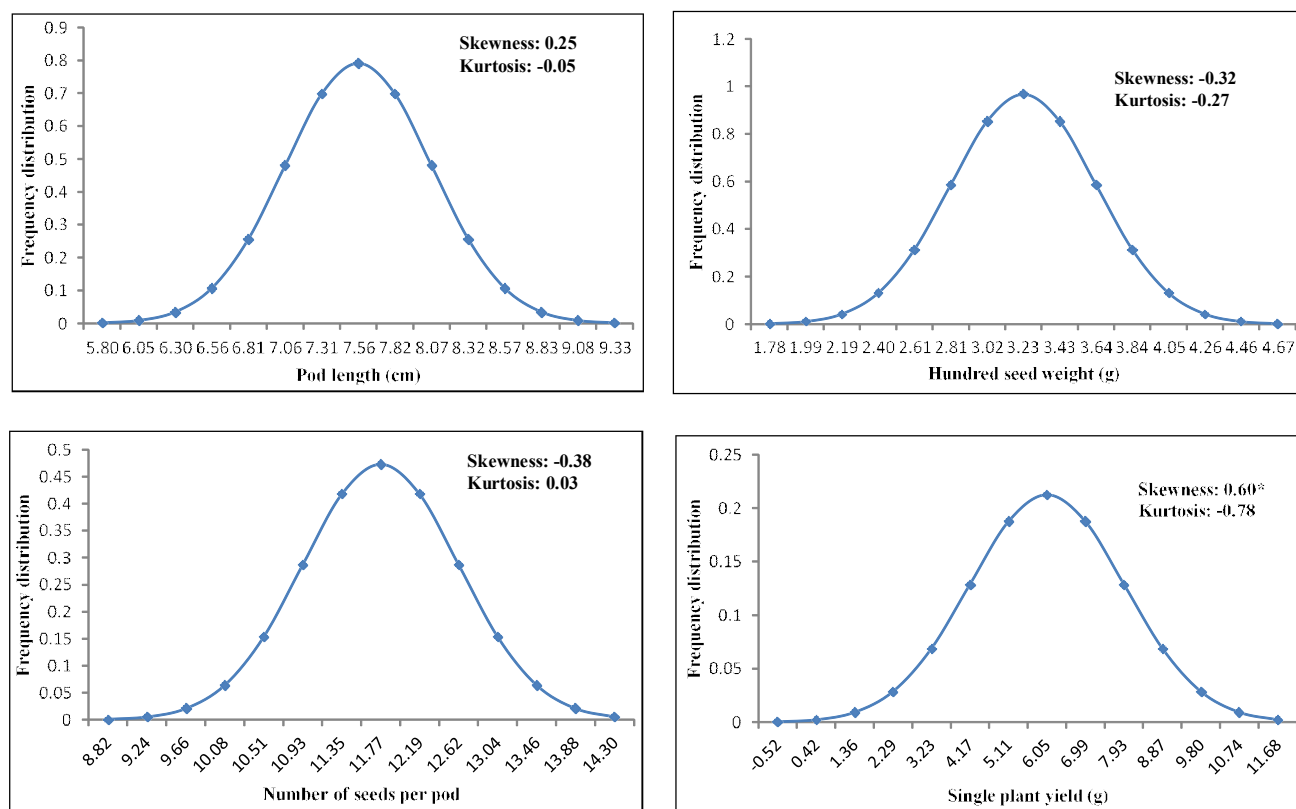 Skewness: 0.25
Kurtosis: -0.05
Frequency distribution
0.9
0.8
0.7
0.6
0.5
0.4
0.3
0.2
0.1
0
5.80 6.05 6.30 6.56 6.81 7.06 7.31 7.56 7.82 8.07 8.32 8.57 8.83 9.08 9.33
Pod length (cm)
Skewness: -0.32
Kurtosis: -0.27
Frequency distribution
1.2
1
0.8
0.6
0.4
0.2
0
1.78 1.99 2.19 2.40 2.61 2.81 3.02 3.23 3.43 3.64 3.84 4.05 4.26 4.46 4.67
Hundred seed weight (g)
Skewness: -0.38
Kurtosis: 0.03
Frequency distribution
0.5
0.45
0.4
0.35
0.3
0.25
0.2
0.15
0.1
0.05
0
8.82 9.24 9.66 10.08 10.51 10.93 11.35 11.77 12.19 12.62 13.04 13.46 13.88 14.30
Number of seeds per pod
Skewness: 0.60*
Kurtosis: -0.78
Frequency distribution
0.25
0.2
0.15
0.1
0.05
0
-0.52 0.42 1.36 2.29 3.23 4.17 5.11 6.05 6.99 7.93 8.87 9.80 10.74 11.68
Single plant yield (g)